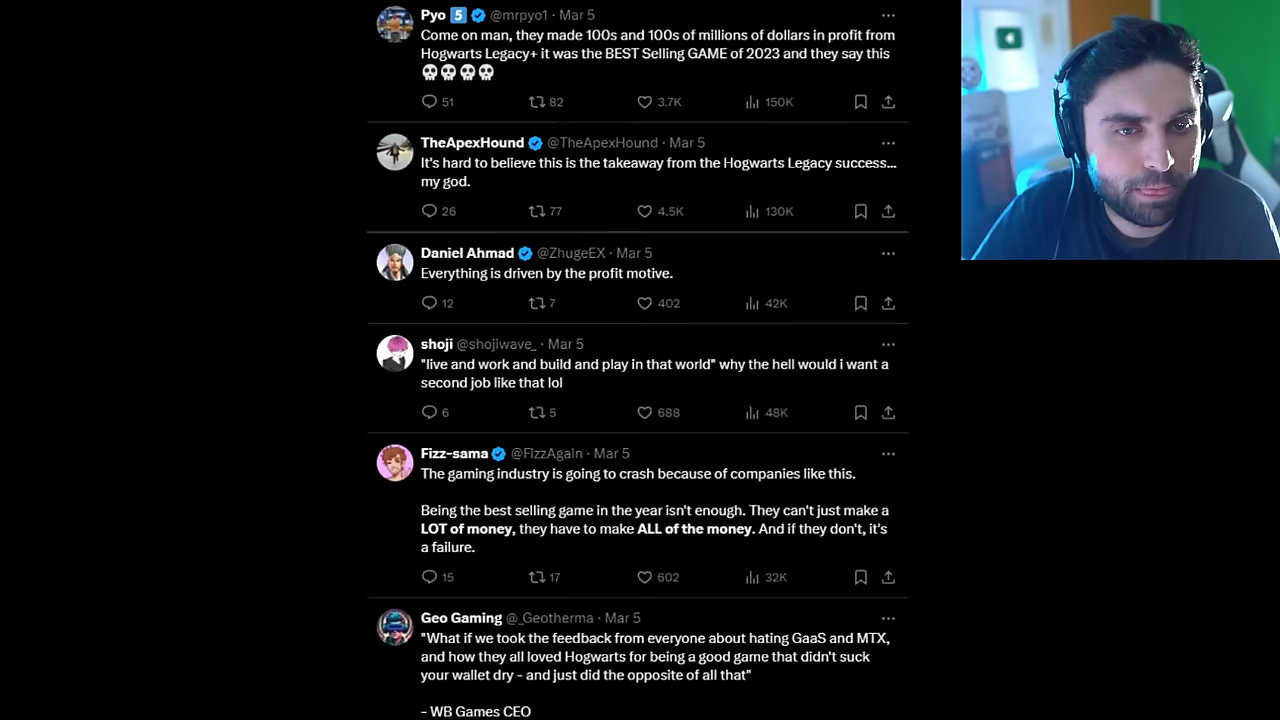 Pyo 5 @mrpyo1 · Mar 5
Come on man, they made 100s and 100s of millions of dollars in profit from
Hogwarts Legacy+ it was the BEST Selling GAME of 2023 and they say this
💀💀💀💀
51 82 3.7K 150K
TheApexHound @TheApexHound · Mar 5
It's hard to believe this is the takeaway from the Hogwarts Legacy success...
my god.
26 77 4.5K 130K
Daniel Ahmad @ZhugeEX · Mar 5
Everything is driven by the profit motive.
12 7 402 42K
shoji @shojiwave_ · Mar 5
"live and work and build and play in that world" why the hell would i want a
second job like that lol
6 5 688 48K
Fizz-sama @FIzzAgain · Mar 5
The gaming industry is going to crash because of companies like this.
Being the best selling game in the year isn't enough. They can't just make a
LOT of money, they have to make ALL of the money. And if they don't, it's
a failure.
15 17 602 32K
Geo Gaming @_Geotherma · Mar 5
"What if we took the feedback from everyone about hating GaaS and MTX,
and how they all loved Hogwarts for being a good game that didn't suck
your wallet dry - and just did the opposite of all that"
- WB Games CEO